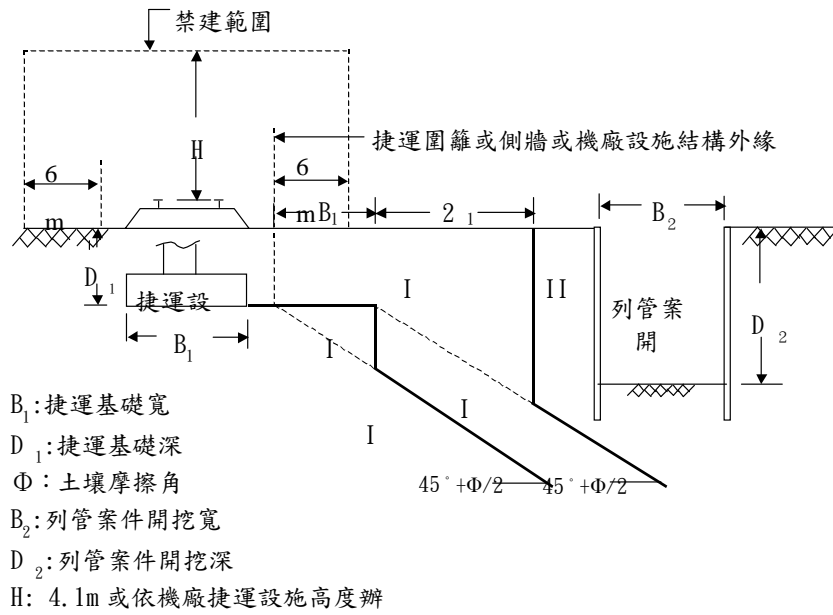 禁建範圍
捷運圍籬或側牆或機廠設施結構外緣
H
6
m
6
mB₁
2 ₁
B₂
D ₁
捷運設
B₁
I
II
I
I
I
列管案
開
D ₂
45°+Φ/2
45°+Φ/2
B₁:捷運基礎寬
D ₁:捷運基礎深
Φ：土壤摩擦角
B₂:列管案件開挖寬
D ₂:列管案件開挖深
H: 4.1m 或依機廠捷運設施高度辦